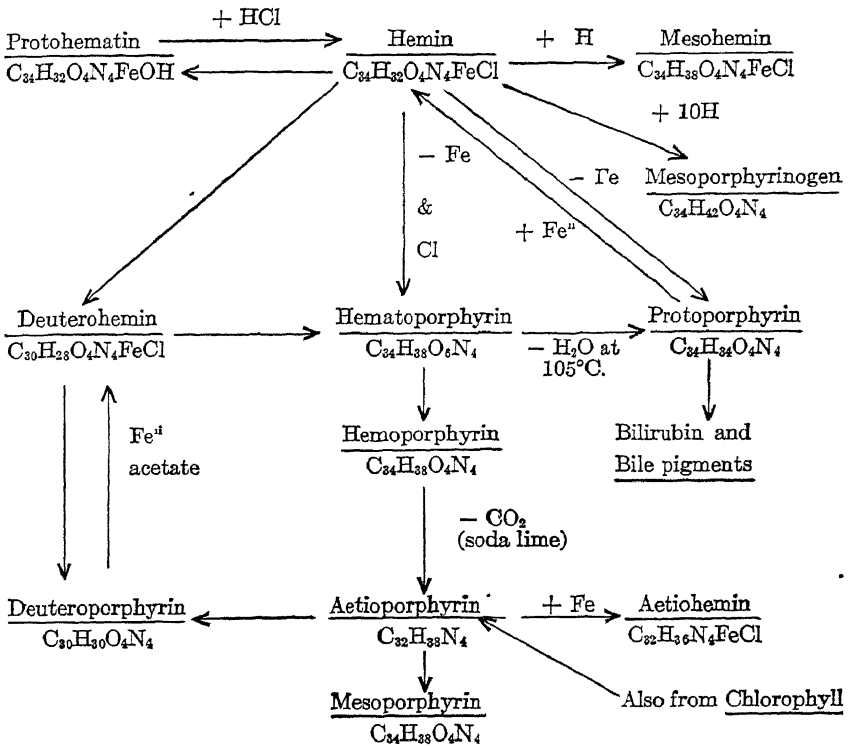 + HCl
Protohematin
C₃₄H₃₂O₄N₄FeOH
Hemin
C₃₄H₃₂O₄N₄FeCl
+ H
Mesohemin
C₃₄H₃₈O₄N₄FeCl
+ 10H
- Fe
&
Cl
- Fe
+ Feᴵᴵ
Mesoporphyrinogen
C₃₄H₄₂O₄N₄
Deuterohemin
C₃₀H₂₈O₄N₄FeCl
Hematoporphyrin
C₃₄H₃₈O₆N₄
- H₂O at
105°C.
Protoporphyrin
C₃₄H₃₄O₄N₄
Feᴵᴵ
acetate
Hemoporphyrin
C₃₄H₃₈O₄N₄
Bilirubin and
Bile pigments
- CO₂
(soda lime)
Deuteroporphyrin
C₃₀H₃₀O₄N₄
Aetioporphyrin
C₃₂H₃₈N₄
+ Fe
Aetiohemin
C₃₂H₃₆N₄FeCl
Mesoporphyrin
C₃₄H₃₈O₄N₄
Also from Chlorophyll